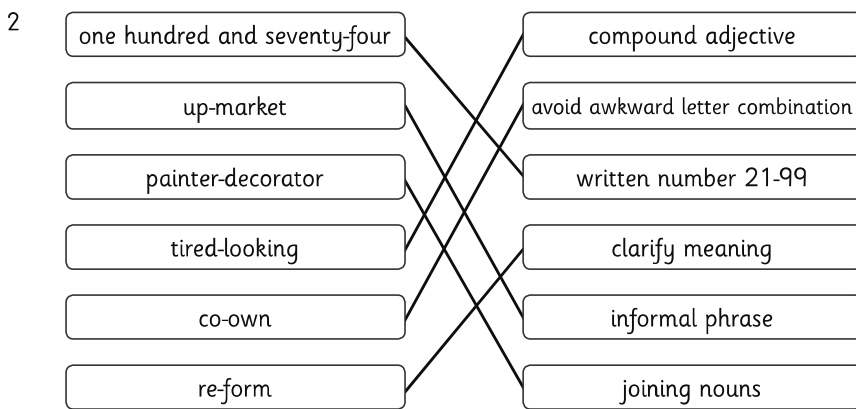 2
one hundred and seventy-four
compound adjective
up-market
avoid awkward letter combination
painter-decorator
written number 21-99
tired-looking
clarify meaning
co-own
informal phrase
re-form
joining nouns